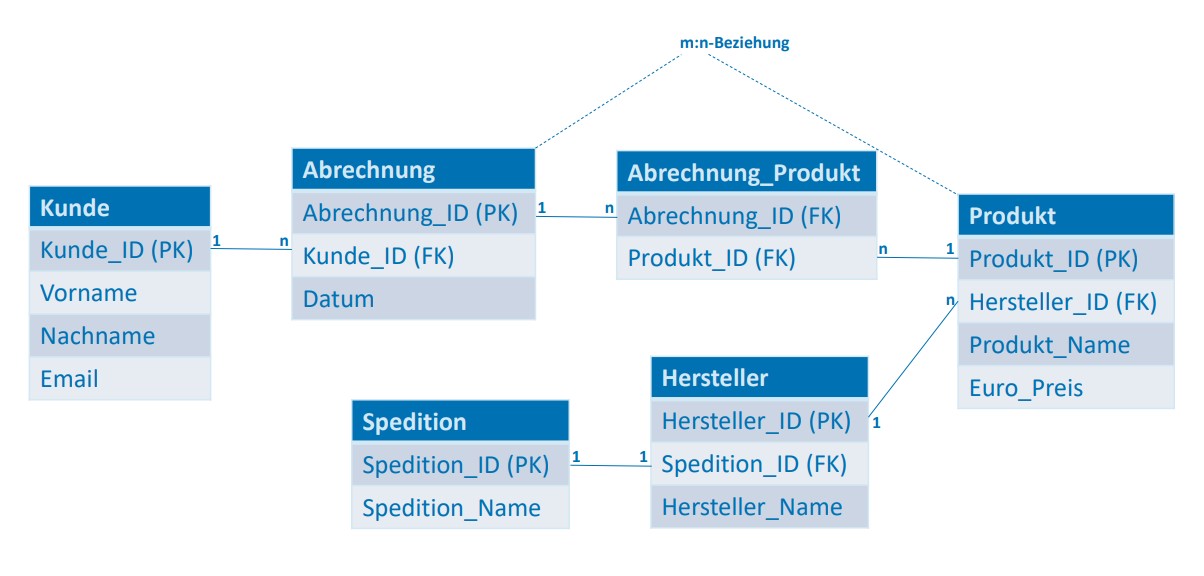 m:n-Beziehung
Kunde
Kunde_ID (PK)
Vorname
Nachname
Email
1
n
Abrechnung
Abrechnung_ID (PK)
Kunde_ID (FK)
Datum
1
n
Abrechnung_Produkt
Abrechnung_ID (FK)
Produkt_ID (FK)
n
1
Produkt
Produkt_ID (PK)
Hersteller_ID (FK)
Produkt_Name
Euro_Preis
n
1
Hersteller
Hersteller_ID (PK)
Spedition_ID (FK)
Hersteller_Name
1
1
Spedition
Spedition_ID (PK)
Spedition_Name